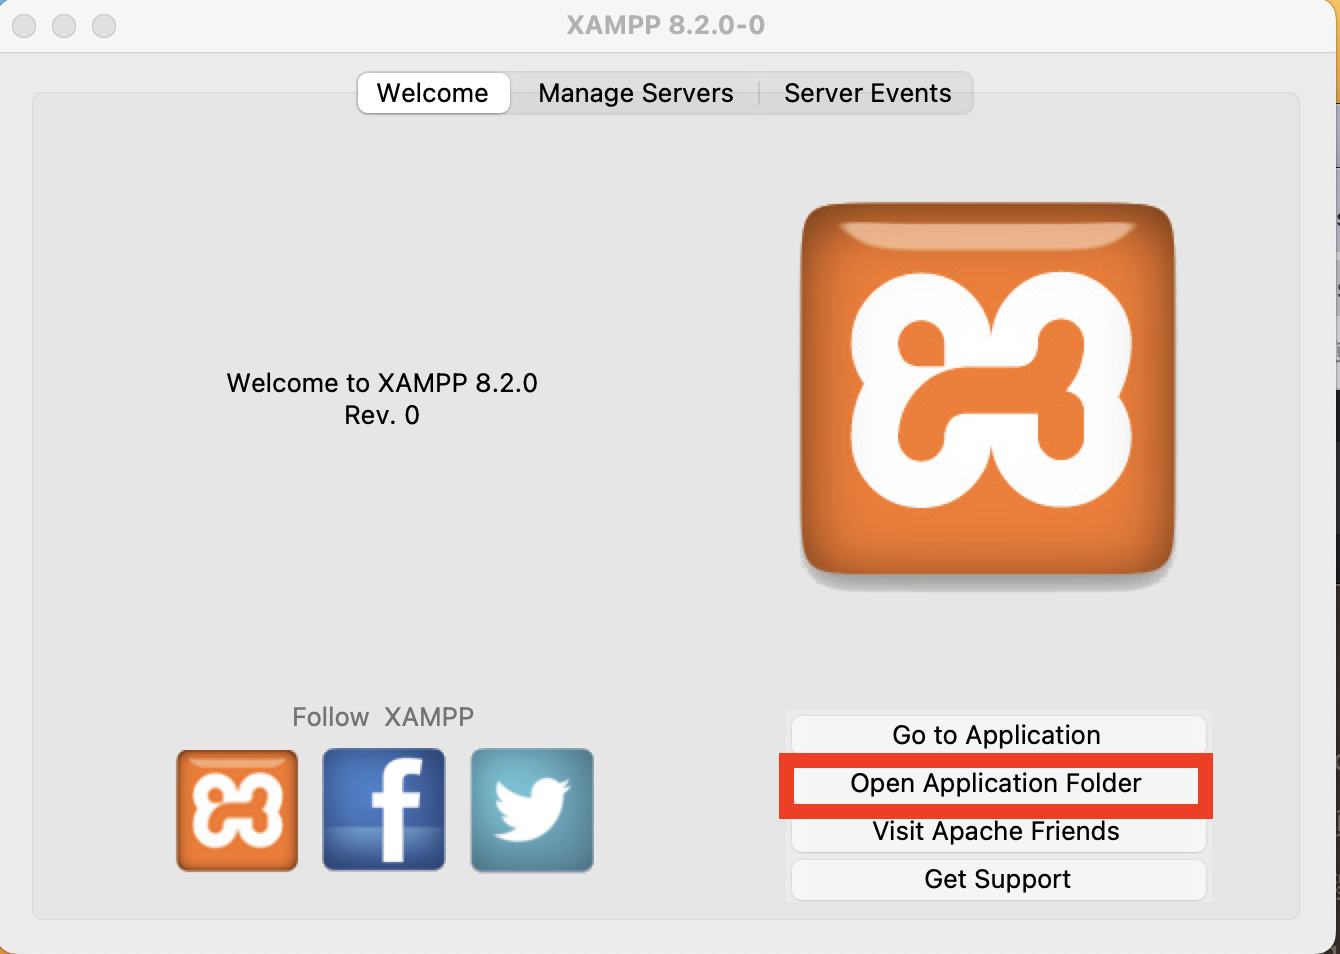 XAMPP 8.2.0-0
Welcome
Manage Servers
Server Events
Welcome to XAMPP 8.2.0
Rev. 0
Follow XAMPP
Go to Application
Open Application Folder
Visit Apache Friends
Get Support